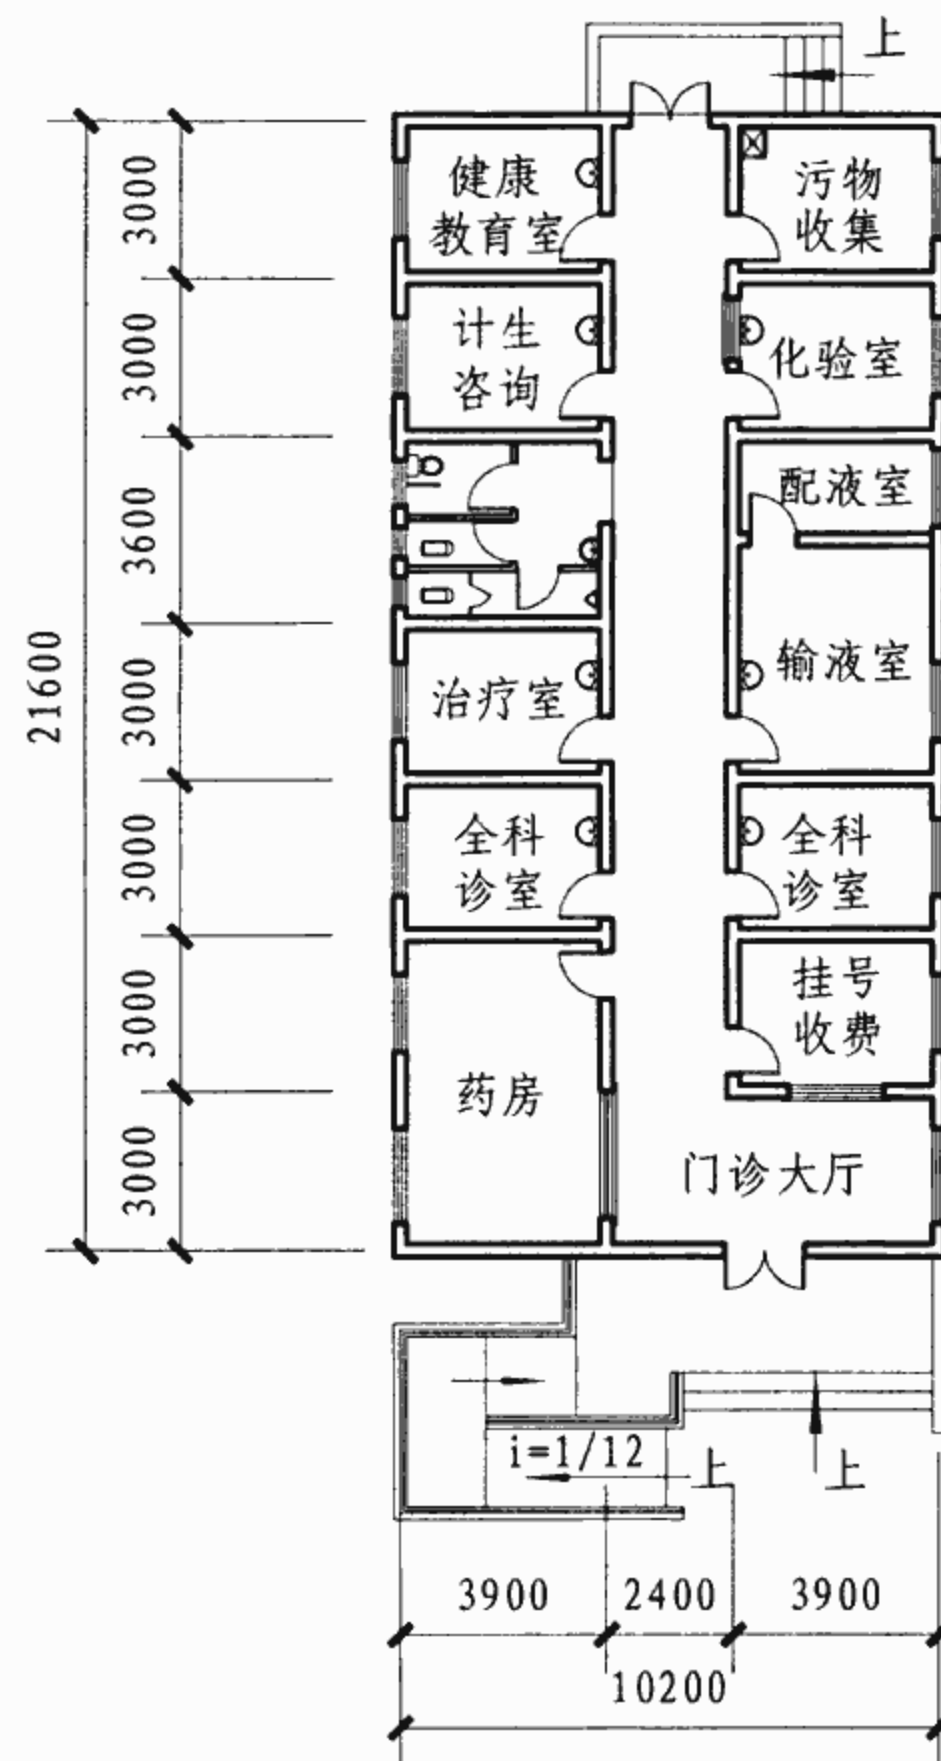 上
健康
教育室
污物
收集
3000
计生
咨询
化验室
3000
配液室
3600
输液室
治疗室
3000
21600
全科
诊室
全科
诊室
3000
挂号
收费
3000
药房
门诊大厅
3000
i=1/12
上
上
3900
2400
3900
10200